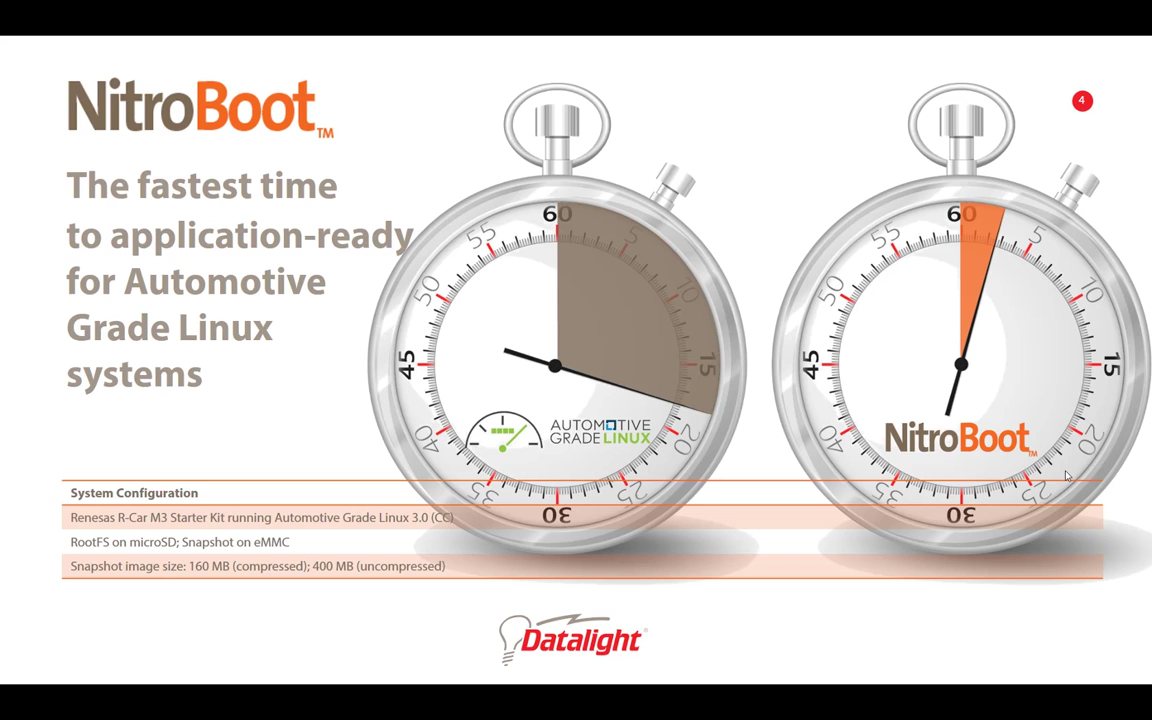 NitroBoot™
4
The fastest time
to application-ready
for Automotive
Grade Linux
systems
60
5
10
15
20
25
30
35
40
45
50
55
AUTOMOTIVE
GRADE LINUX
60
5
10
15
20
25
30
35
40
45
50
55
NitroBoot™
System Configuration
Renesas R-Car M3 Starter Kit running Automotive Grade Linux 3.0 (CC)
RootFS on microSD; Snapshot on eMMC
Snapshot image size: 160 MB (compressed); 400 MB (uncompressed)
Datalight®